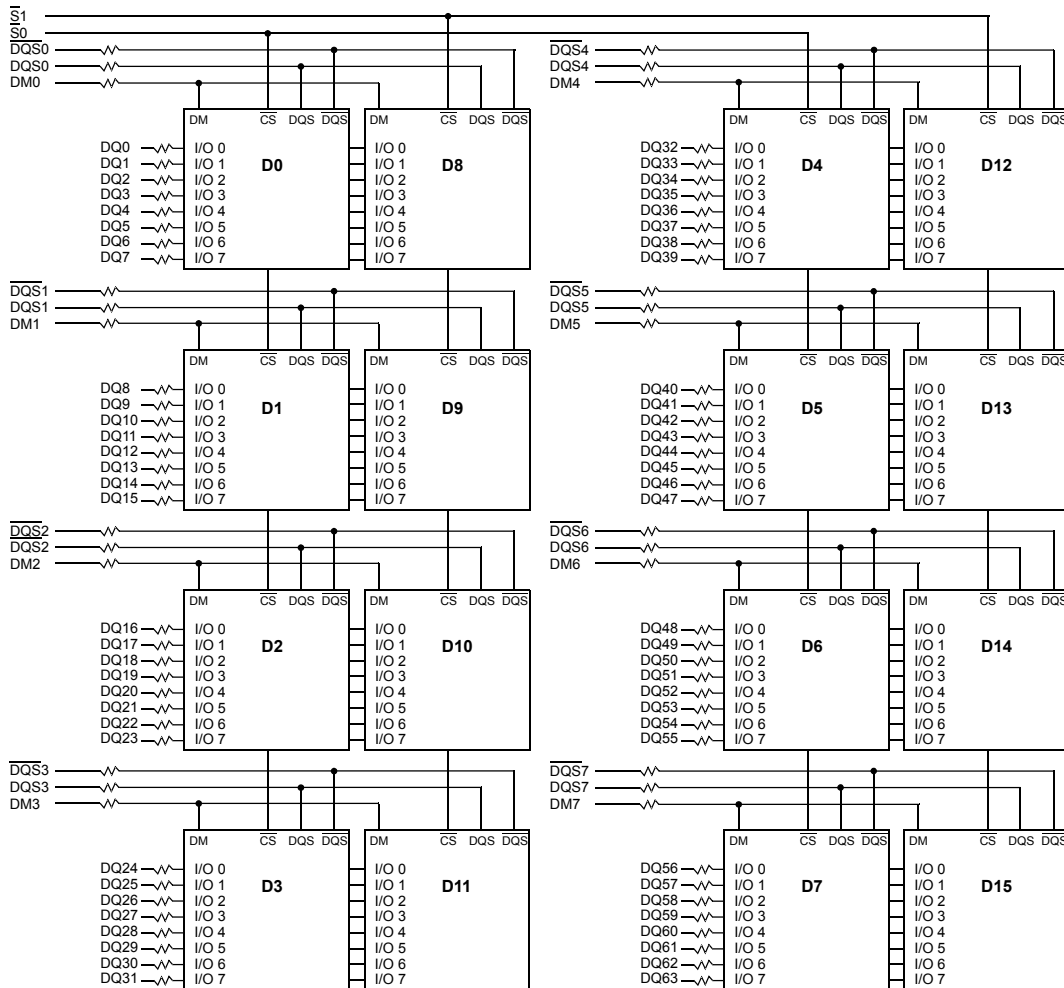 S1
S0
DQS0 DQS4
DQS0 DQS4
DM0 DM4
DM CS DQS DQS DM CS DQS DQS DM CS DQS DQS DM CS DQS DQS
DQ0 I/O 0 I/O 0 DQ32 I/O 0 I/O 0
DQ1 I/O 1 D0 I/O 1 D8 DQ33 I/O 1 D4 I/O 1 D12
DQ2 I/O 2 I/O 2 DQ34 I/O 2 I/O 2
DQ3 I/O 3 I/O 3 DQ35 I/O 3 I/O 3
DQ4 I/O 4 I/O 4 DQ36 I/O 4 I/O 4
DQ5 I/O 5 I/O 5 DQ37 I/O 5 I/O 5
DQ6 I/O 6 I/O 6 DQ38 I/O 6 I/O 6
DQ7 I/O 7 I/O 7 DQ39 I/O 7 I/O 7
DQS1 DQS5
DQS1 DQS5
DM1 DM5
DM CS DQS DQS DM CS DQS DQS DM CS DQS DQS DM CS DQS DQS
DQ8 I/O 0 I/O 0 DQ40 I/O 0 I/O 0
DQ9 I/O 1 D1 I/O 1 D9 DQ41 I/O 1 D5 I/O 1 D13
DQ10 I/O 2 I/O 2 DQ42 I/O 2 I/O 2
DQ11 I/O 3 I/O 3 DQ43 I/O 3 I/O 3
DQ12 I/O 4 I/O 4 DQ44 I/O 4 I/O 4
DQ13 I/O 5 I/O 5 DQ45 I/O 5 I/O 5
DQ14 I/O 6 I/O 6 DQ46 I/O 6 I/O 6
DQ15 I/O 7 I/O 7 DQ47 I/O 7 I/O 7
DQS2 DQS6
DQS2 DQS6
DM2 DM6
DM CS DQS DQS DM CS DQS DQS DM CS DQS DQS DM CS DQS DQS
DQ16 I/O 0 I/O 0 DQ48 I/O 0 I/O 0
DQ17 I/O 1 D2 I/O 1 D10 DQ49 I/O 1 D6 I/O 1 D14
DQ18 I/O 2 I/O 2 DQ50 I/O 2 I/O 2
DQ19 I/O 3 I/O 3 DQ51 I/O 3 I/O 3
DQ20 I/O 4 I/O 4 DQ52 I/O 4 I/O 4
DQ21 I/O 5 I/O 5 DQ53 I/O 5 I/O 5
DQ22 I/O 6 I/O 6 DQ54 I/O 6 I/O 6
DQ23 I/O 7 I/O 7 DQ55 I/O 7 I/O 7
DQS3 DQS7
DQS3 DQS7
DM3 DM7
DM CS DQS DQS DM CS DQS DQS DM CS DQS DQS DM CS DQS DQS
DQ24 I/O 0 I/O 0 DQ56 I/O 0 I/O 0
DQ25 I/O 1 D3 I/O 1 D11 DQ57 I/O 1 D7 I/O 1 D15
DQ26 I/O 2 I/O 2 DQ58 I/O 2 I/O 2
DQ27 I/O 3 I/O 3 DQ59 I/O 3 I/O 3
DQ28 I/O 4 I/O 4 DQ60 I/O 4 I/O 4
DQ29 I/O 5 I/O 5 DQ61 I/O 5 I/O 5
DQ30 I/O 6 I/O 6 DQ62 I/O 6 I/O 6
DQ31 I/O 7 I/O 7 DQ63 I/O 7 I/O 7